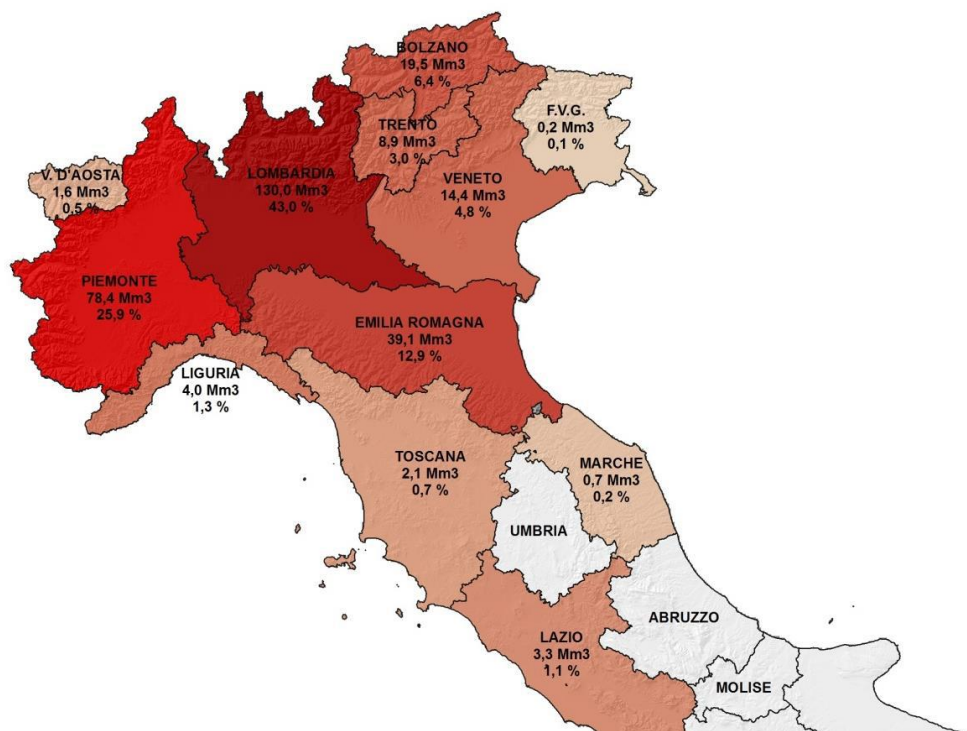 BOLZANO
19,5 Mm3
6,4 %
F.V.G.
0,2 Mm3
0,1 %
TRENTO
8,9 Mm3
3,0 %
V. D'AOSTA
1,6 Mm3
0,5 %
LOMBARDIA
130,0 Mm3
43,0 %
VENETO
14,4 Mm3
4,8 %
PIEMONTE
78,4 Mm3
25,9 %
EMILIA ROMAGNA
39,1 Mm3
12,9 %
LIGURIA
4,0 Mm3
1,3 %
TOSCANA
2,1 Mm3
0,7 %
MARCHE
0,7 Mm3
0,2 %
UMBRIA
ABRUZZO
LAZIO
3,3 Mm3
1,1 %
MOLISE